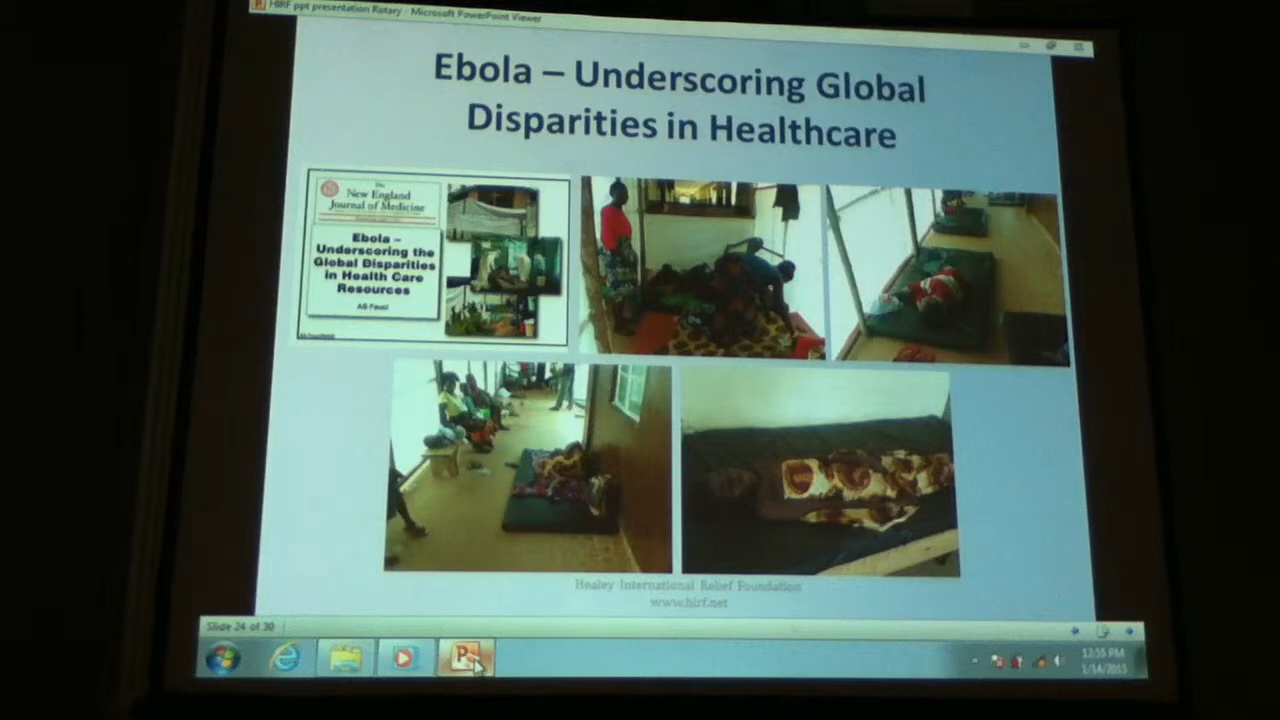 HIRF ppt presentation Rotary - Microsoft PowerPoint Viewer
Ebola – Underscoring Global
Disparities in Healthcare
The
New England
Journal of Medicine
Ebola –
Underscoring the
Global Disparities
in Health Care
Resources
AS Fauci
Healey International Relief Foundation
www.hirf.net
Slide 24 of 30
12:55 PM
1/14/2015